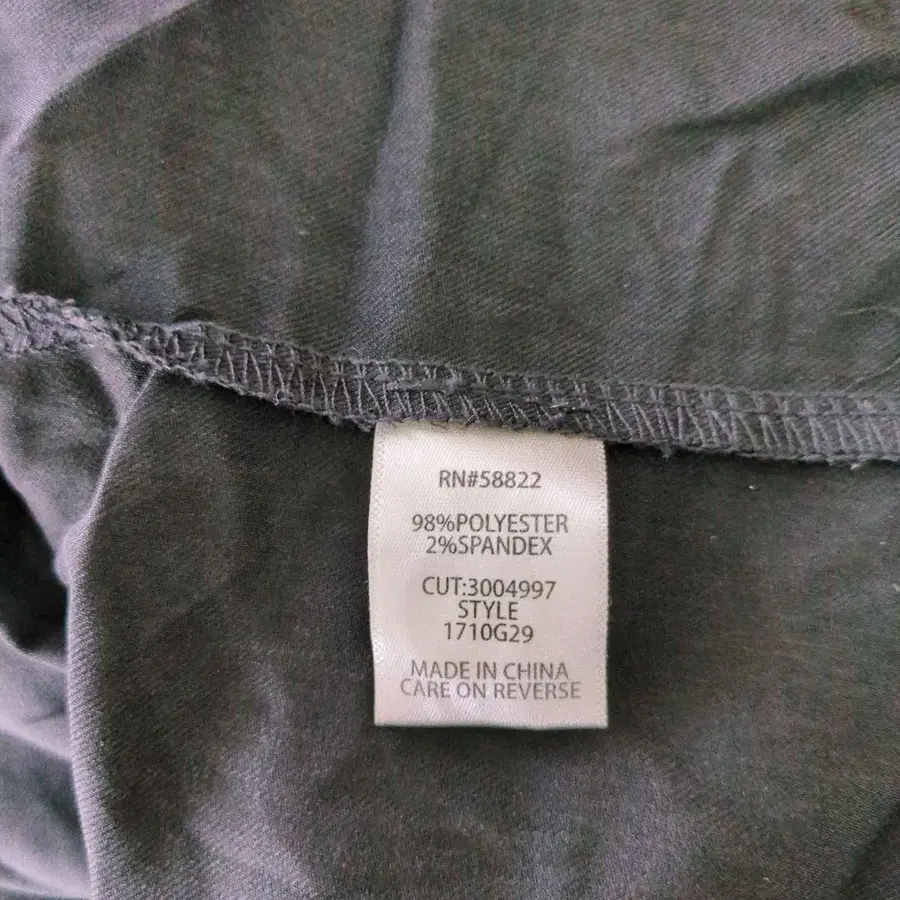 RN#58822
98%POLYESTER
2%SPANDEX
CUT:3004997
STYLE
1710G29
MADE IN CHINA
CARE ON REVERSE